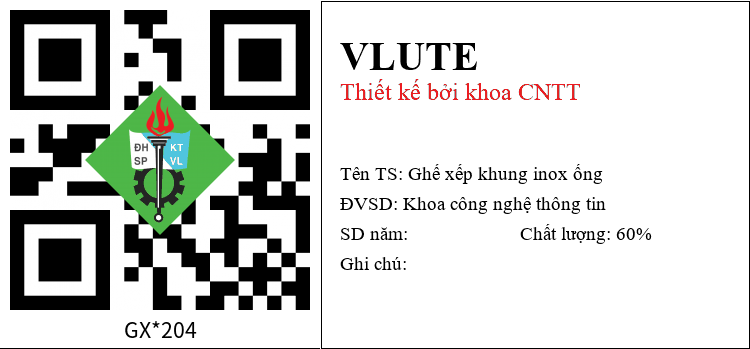 ĐH KT
SP VL
GX*204
VLUTE
Thiết kế bởi khoa CNTT
Tên TS: Ghế xếp khung inox ống
ĐVSD: Khoa công nghệ thông tin
SD năm: Chất lượng: 60%
Ghi chú: